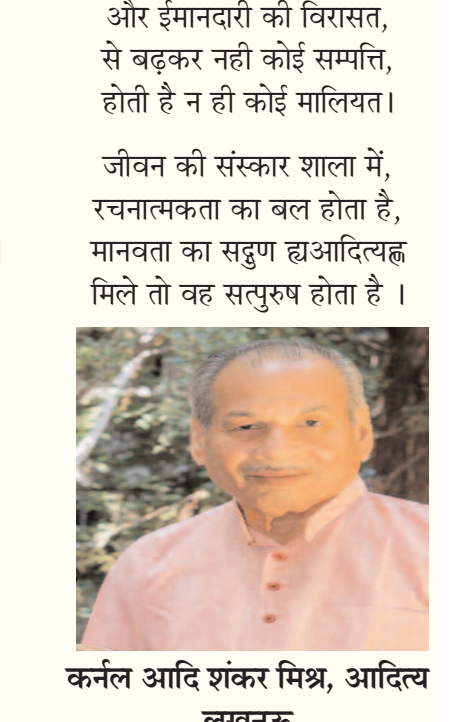 और ईमानदारी की विरासत,
से बढ़कर नही कोई सम्पत्ति,
होती है न ही कोई मालियत।
जीवन की संस्कार शाला में,
रचनात्मकता का बल होता है,
मानवता का सद्गुण ह्यआदित्यह्ण
मिले तो वह सत्पुरुष होता है ।
कर्नल आदि शंकर मिश्र, आदित्य
लखनऊ